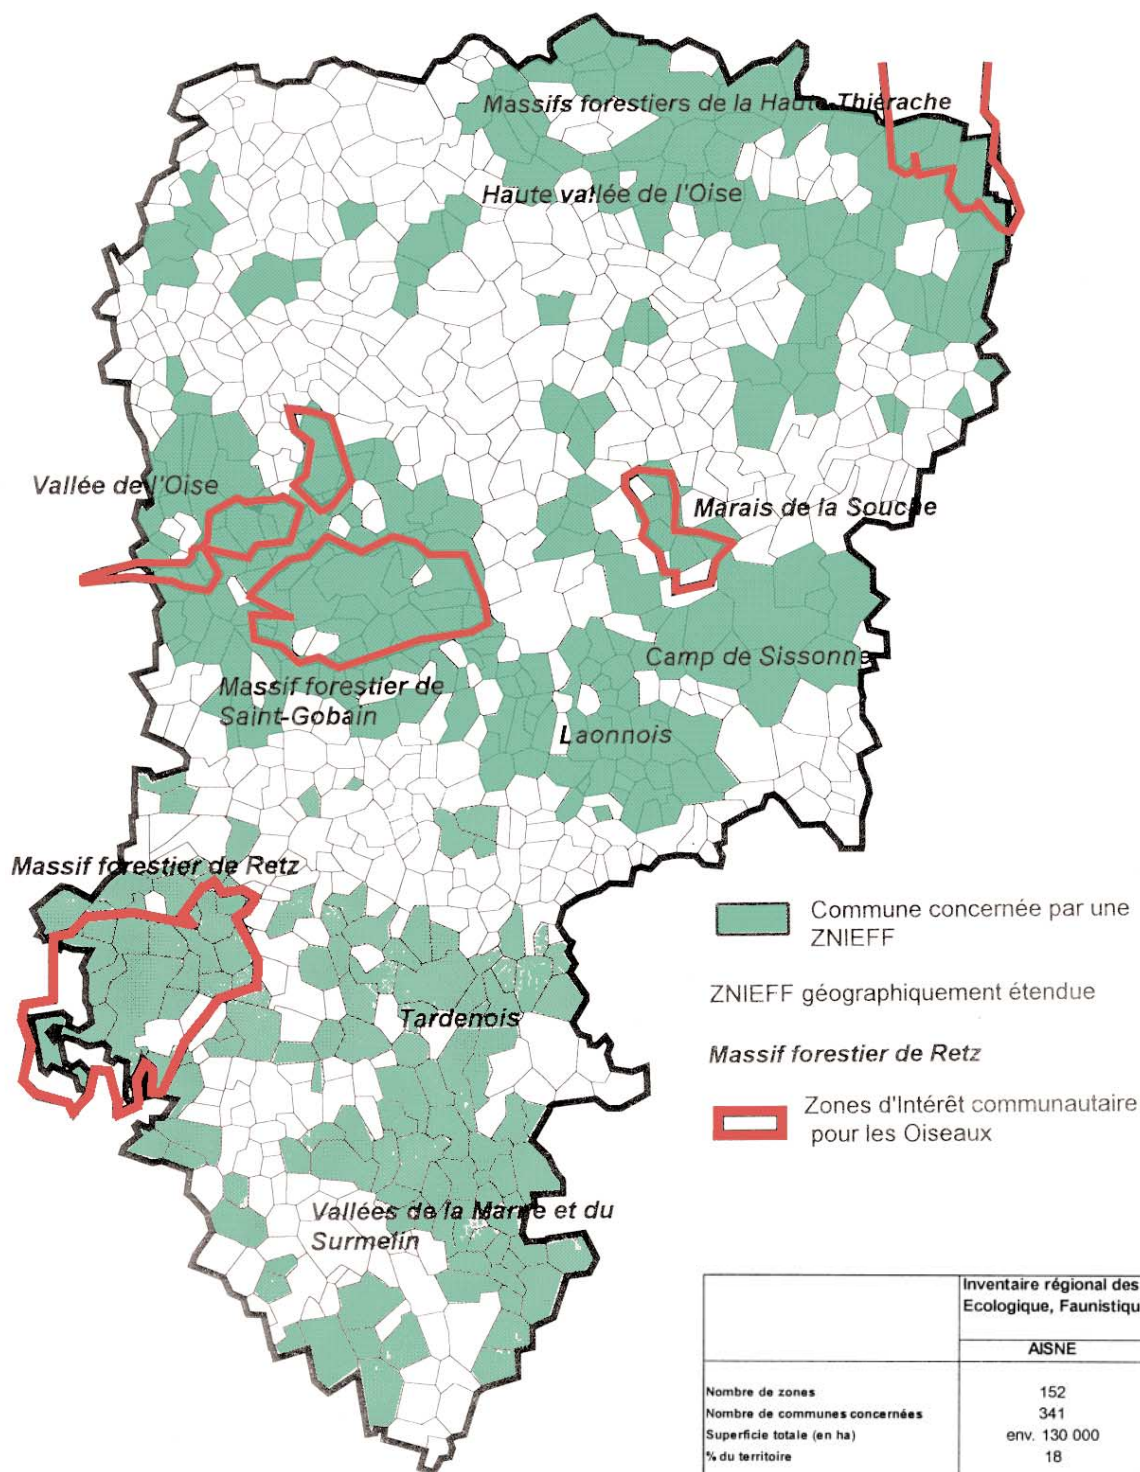 Massifs forestiers de la Haute-Thiérache
Haute vallée de l'Oise
Vallée de l'Oise
Marais de la Souche
Camp de Sissonne
Massif forestier de
Saint-Gobain
Laonnois
Massif forestier de Retz
Commune concernée par une
ZNIEFF
ZNIEFF géographiquement étendue
Tardenois
Massif forestier de Retz
Zones d'Intérêt communautaire
pour les Oiseaux
Vallées de la Marne et du
Surmelin
Inventaire régional des
Ecologique, Faunistiqu
AISNE
Nombre de zones 152
Nombre de communes concernées 341
Superficie totale (en ha) env. 130 000
% du territoire 18